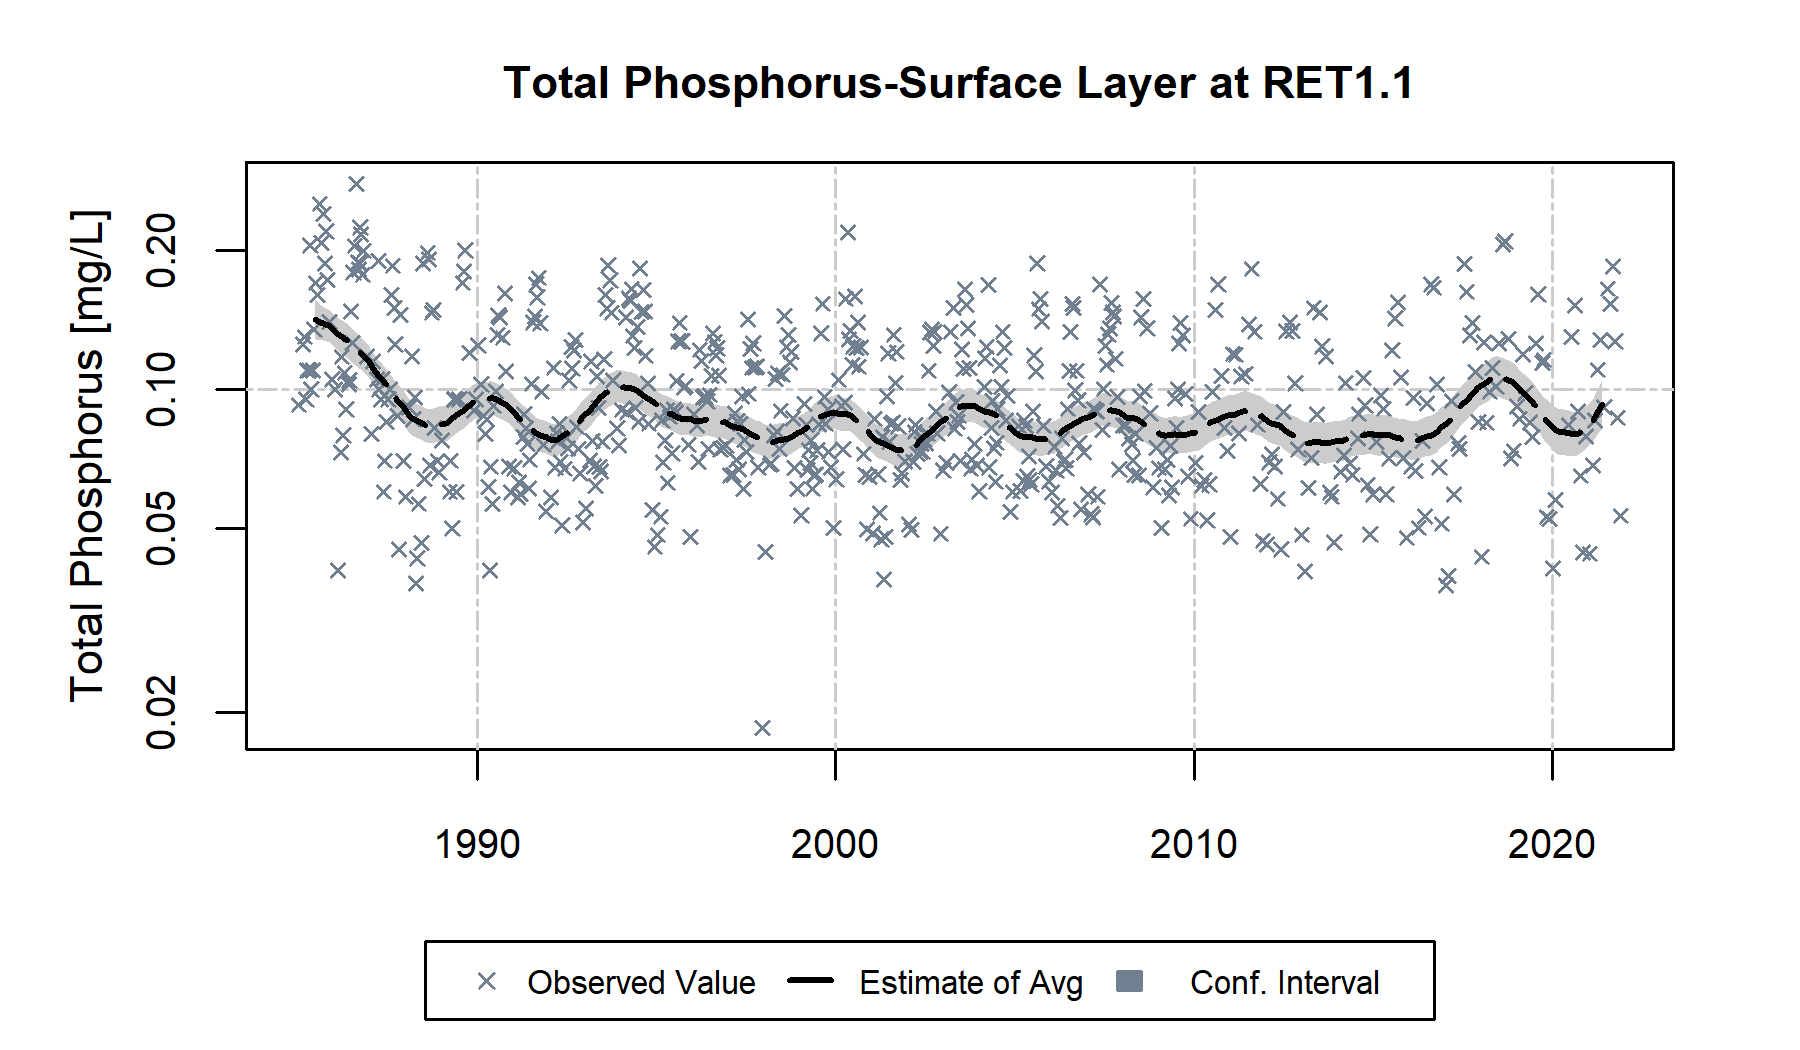 Total Phosphorus-Surface Layer at RET1.1
Total Phosphorus [mg/L]
0.20
0.10
0.05
0.02
1990 2000 2010 2020
Observed Value Estimate of Avg Conf. Interval